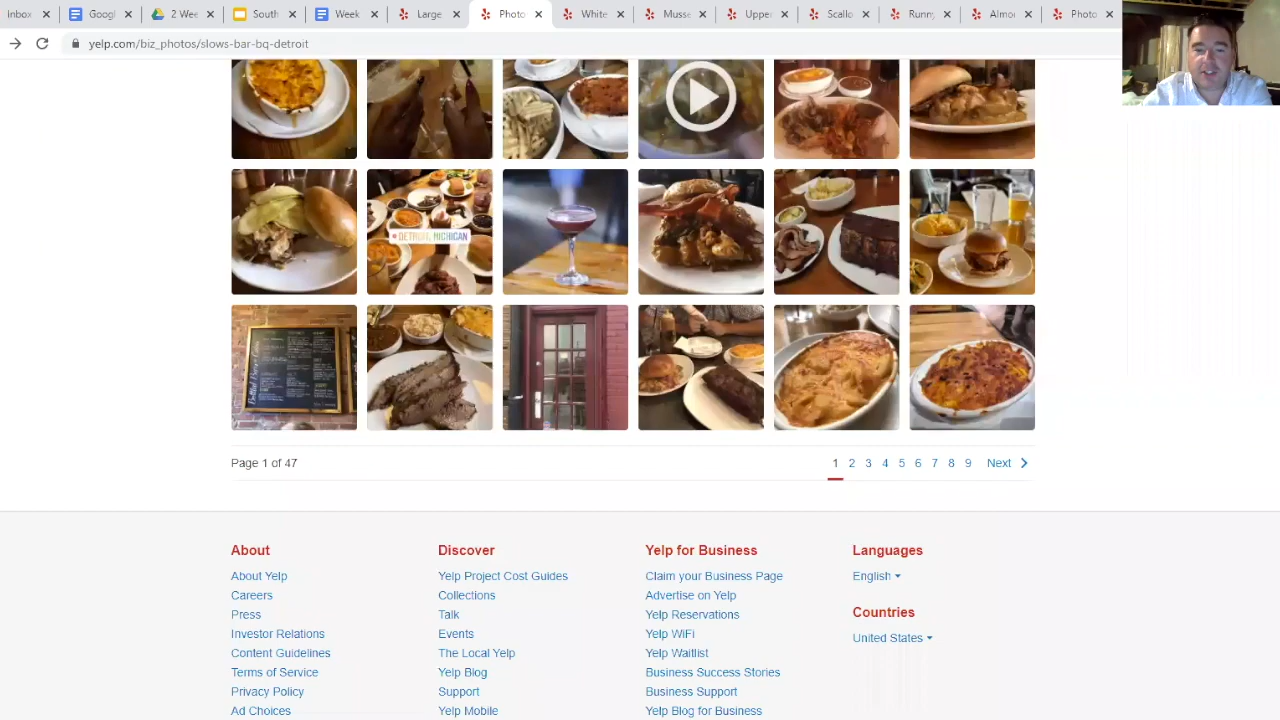 Inbox
Googl
2 Wee
South
Week
Large
Photo
White
Musse
Upper
Scallo
Runny
Almo
Photo
yelp.com/biz_photos/slows-bar-bq-detroit
DETROIT, MICHIGAN
Page 1 of 47
1 2 3 4 5 6 7 8 9 Next
About
About Yelp
Careers
Press
Investor Relations
Content Guidelines
Terms of Service
Privacy Policy
Ad Choices
Discover
Yelp Project Cost Guides
Collections
Talk
Events
The Local Yelp
Yelp Blog
Support
Yelp Mobile
Yelp for Business
Claim your Business Page
Advertise on Yelp
Yelp Reservations
Yelp WiFi
Yelp Waitlist
Business Success Stories
Business Support
Yelp Blog for Business
Languages
English
Countries
United States